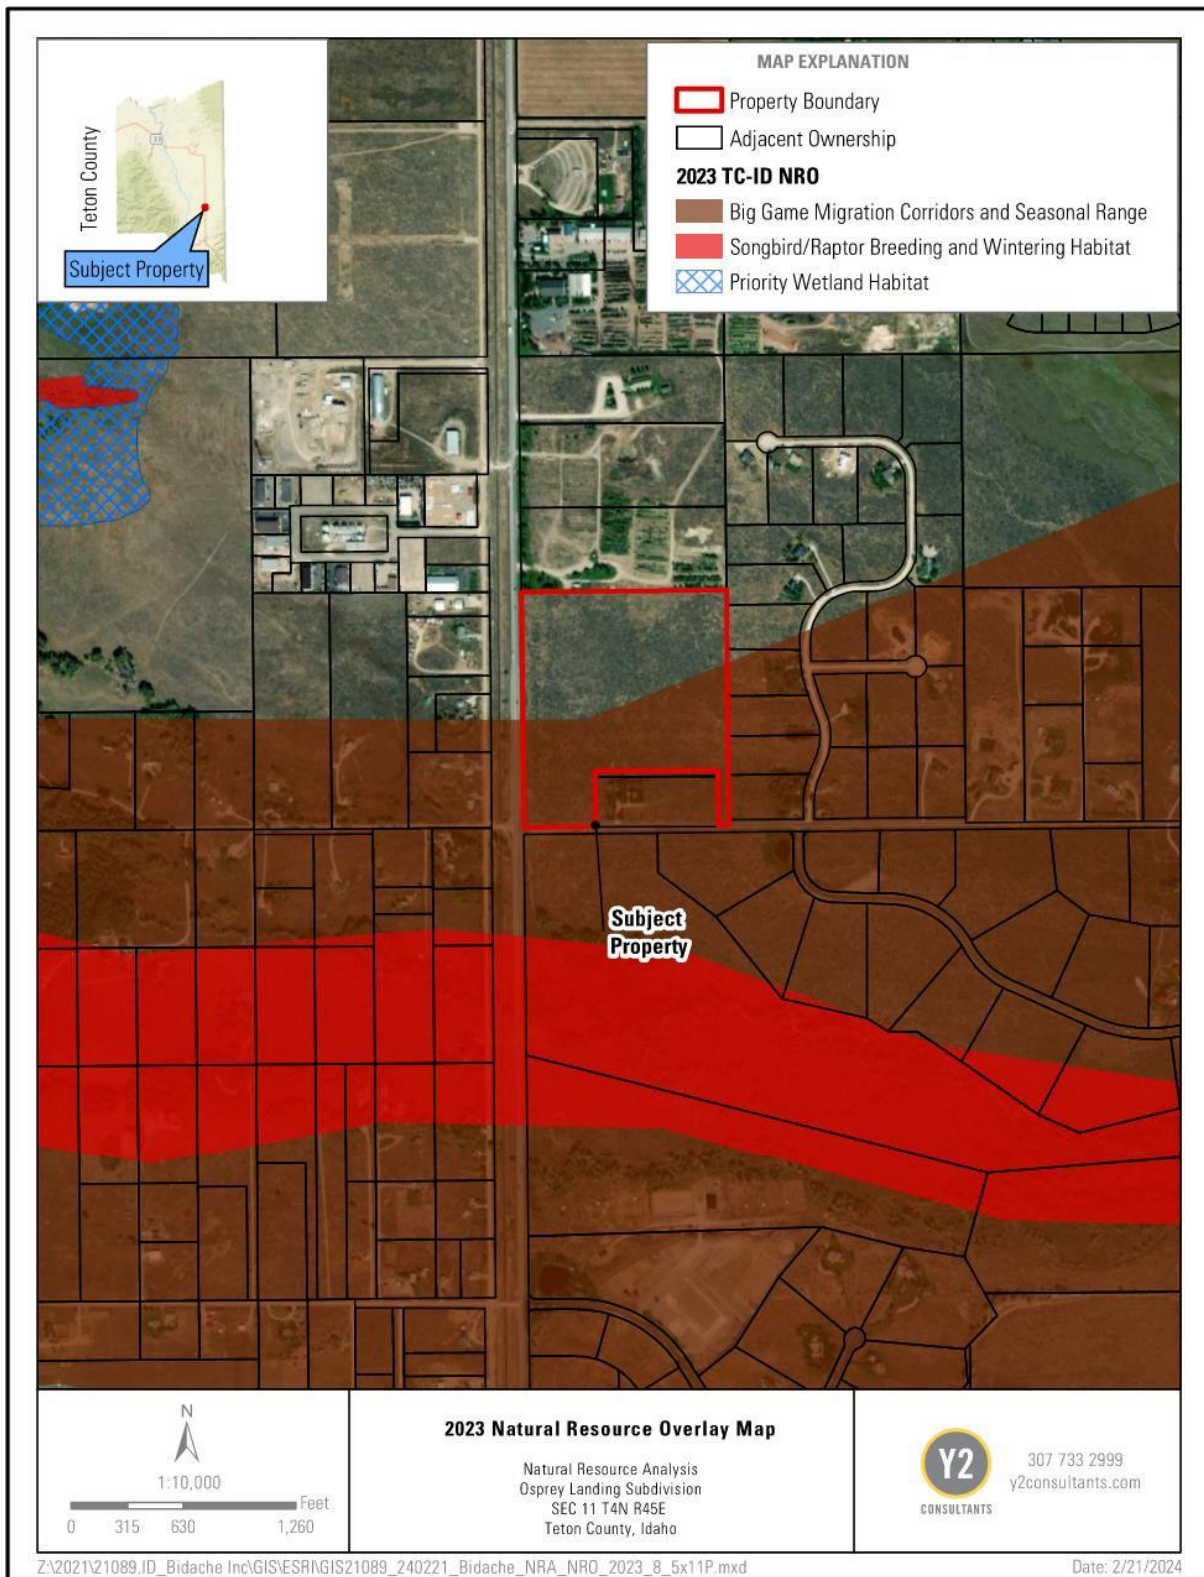 Teton County
33
Subject Property
MAP EXPLANATION
Property Boundary
Adjacent Ownership
2023 TC-ID NRO
Big Game Migration Corridors and Seasonal Range
Songbird/Raptor Breeding and Wintering Habitat
Priority Wetland Habitat
Subject
Property
N
1:10,000
Feet
0 315 630 1,260
2023 Natural Resource Overlay Map
Natural Resource Analysis
Osprey Landing Subdivision
SEC 11 T4N R45E
Teton County, Idaho
Y2
CONSULTANTS
307 733 2999
y2consultants.com
Z:\2021\21089.ID_Bidache Inc\GIS\ESRI\GIS21089_240221_Bidache_NRA_NRO_2023_8_5x11P.mxd
Date: 2/21/2024